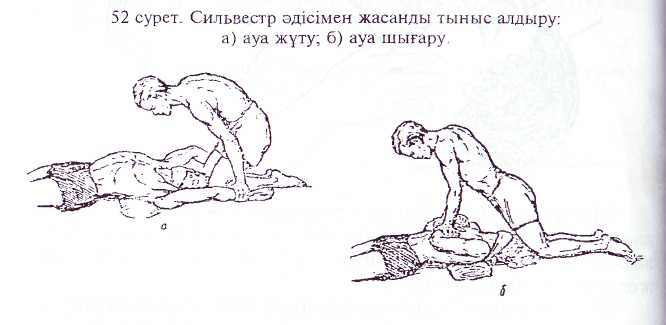 52 сурет. Сильвестр әдісімен жасанды тыныс алдыру:
а) ауа жұту; б) ауа шығару.
а
б